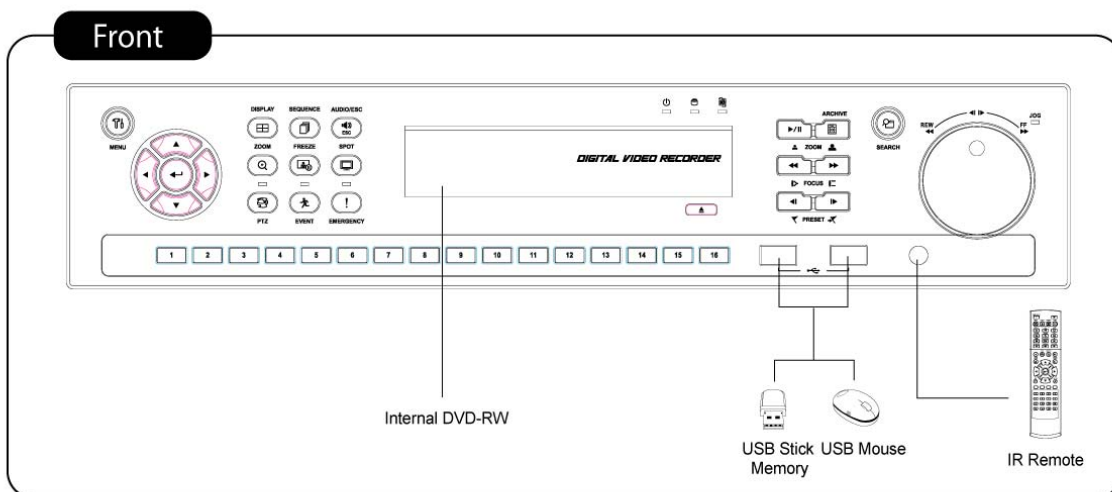 Front
MENU
DISPLAY SEQUENCE AUDIO/ESC
ESC
ZOOM FREEZE SPOT
PTZ EVENT EMERGENCY
DIGITAL VIDEO RECORDER
ARCHIVE
ZOOM
FOCUS
PRESET
SEARCH
REW
FF
JOG
1 2 3 4 5 6 7 8 9 10 11 12 13 14 15 16
Internal DVD-RW
USB Stick
Memory
USB Mouse
IR Remote